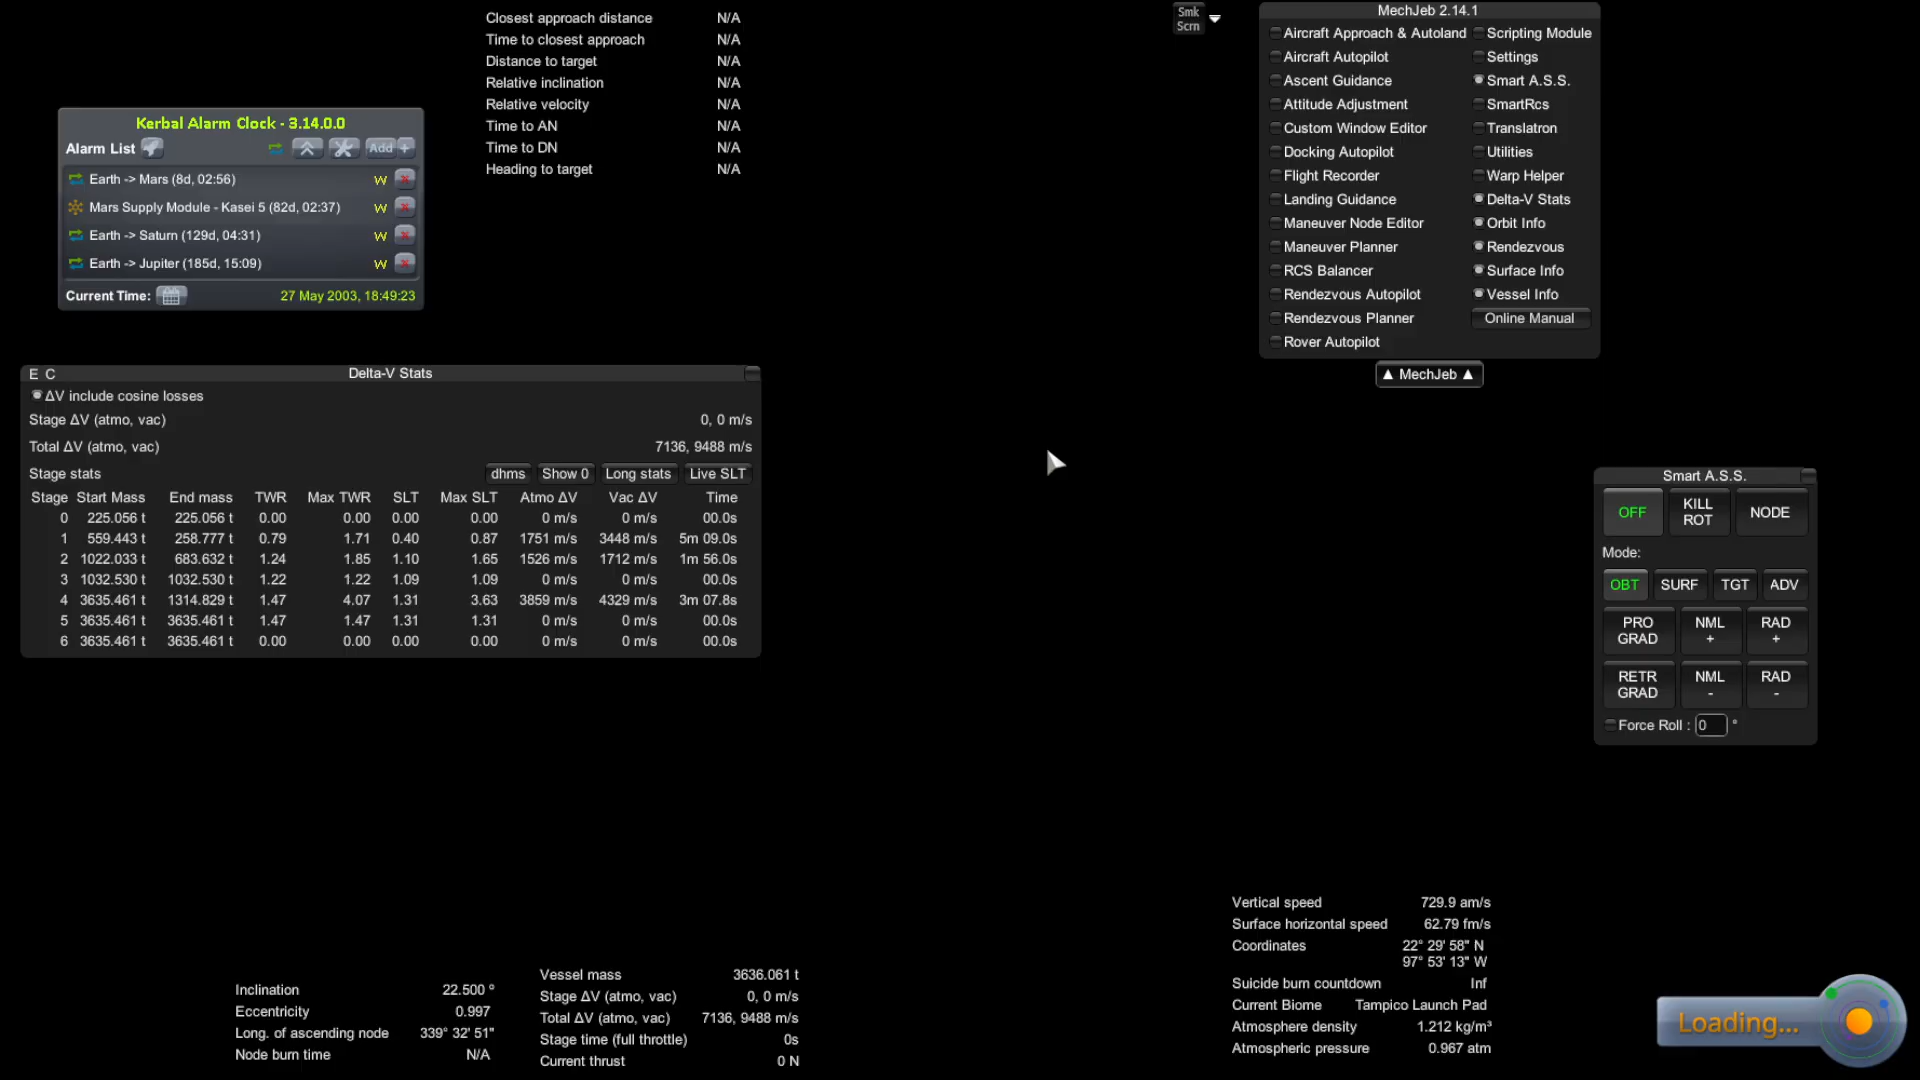 Closest approach distance N/A
Time to closest approach N/A
Distance to target N/A
Relative inclination N/A
Relative velocity N/A
Time to AN N/A
Time to DN N/A
Heading to target N/A
Smk
Scrn
MechJeb 2.14.1
Aircraft Approach & Autoland Scripting Module
Aircraft Autopilot Settings
Ascent Guidance Smart A.S.S.
Attitude Adjustment SmartRcs
Custom Window Editor Translatron
Docking Autopilot Utilities
Flight Recorder Warp Helper
Landing Guidance Delta-V Stats
Maneuver Node Editor Orbit Info
Maneuver Planner Rendezvous
RCS Balancer Surface Info
Rendezvous Autopilot Vessel Info
Rendezvous Planner Online Manual
Rover Autopilot
▲ MechJeb ▲
Kerbal Alarm Clock - 3.14.0.0
Alarm List Add +
Earth -> Mars (8d, 02:56) W x
Mars Supply Module - Kasei 5 (82d, 02:37) W x
Earth -> Saturn (129d, 04:31) W x
Earth -> Jupiter (185d, 15:09) W x
Current Time: 27 May 2003, 18:49:23
E C Delta-V Stats
ΔV include cosine losses
Stage ΔV (atmo, vac) 0, 0 m/s
Total ΔV (atmo, vac) 7136, 9488 m/s
Stage stats dhms Show 0 Long stats Live SLT
Stage Start Mass End mass TWR Max TWR SLT Max SLT Atmo ΔV Vac ΔV Time
0 225.056 t 225.056 t 0.00 0.00 0.00 0.00 0 m/s 0 m/s 00.0s
1 559.443 t 258.777 t 0.79 1.71 0.40 0.87 1751 m/s 3448 m/s 5m 09.0s
2 1022.033 t 683.632 t 1.24 1.85 1.10 1.65 1526 m/s 1712 m/s 1m 56.0s
3 1032.530 t 1032.530 t 1.22 1.22 1.09 1.09 0 m/s 0 m/s 00.0s
4 3635.461 t 1314.829 t 1.47 4.07 1.31 3.63 3859 m/s 4329 m/s 3m 07.8s
5 3635.461 t 3635.461 t 1.47 1.47 1.31 1.31 0 m/s 0 m/s 00.0s
6 3635.461 t 3635.461 t 0.00 0.00 0.00 0.00 0 m/s 0 m/s 00.0s
Smart A.S.S.
OFF KILL ROT NODE
Mode:
OBT SURF TGT ADV
PRO GRAD NML + RAD +
RETR GRAD NML - RAD -
Force Roll : 0 °
Inclination 22.500 °
Eccentricity 0.997
Long. of ascending node 339° 32' 51"
Node burn time N/A
Vessel mass 3636.061 t
Stage ΔV (atmo, vac) 0, 0 m/s
Total ΔV (atmo, vac) 7136, 9488 m/s
Stage time (full throttle) 0s
Current thrust 0 N
Vertical speed 729.9 am/s
Surface horizontal speed 62.79 fm/s
Coordinates 22° 29' 58" N
97° 53' 13" W
Suicide burn countdown Inf
Current Biome Tampico Launch Pad
Atmosphere density 1.212 kg/m³
Atmospheric pressure 0.967 atm
Loading...